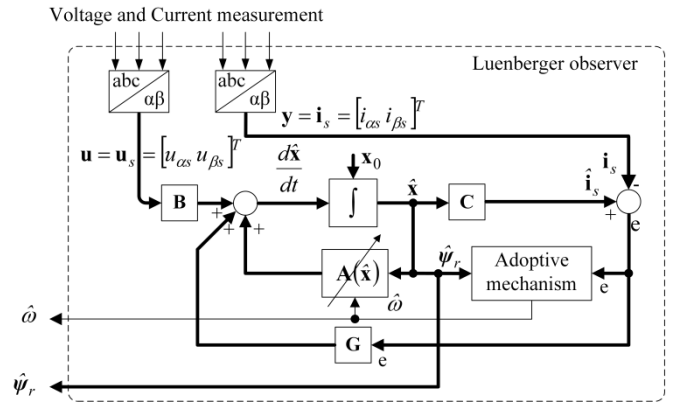 Voltage and Current measurement
Luenberger observer
abc
αβ
abc
αβ
y = i_s = [i_αs i_βs]^T
u = u_s = [u_αs u_βs]^T
dx̂/dt
x_0
x̂
i_s
î_s
-
+
e
B
+
+
+
∫
C
A(x̂)
ω̂
ψ̂_r
Adoptive
mechanism
e
ω̂
G
e
ψ̂_r